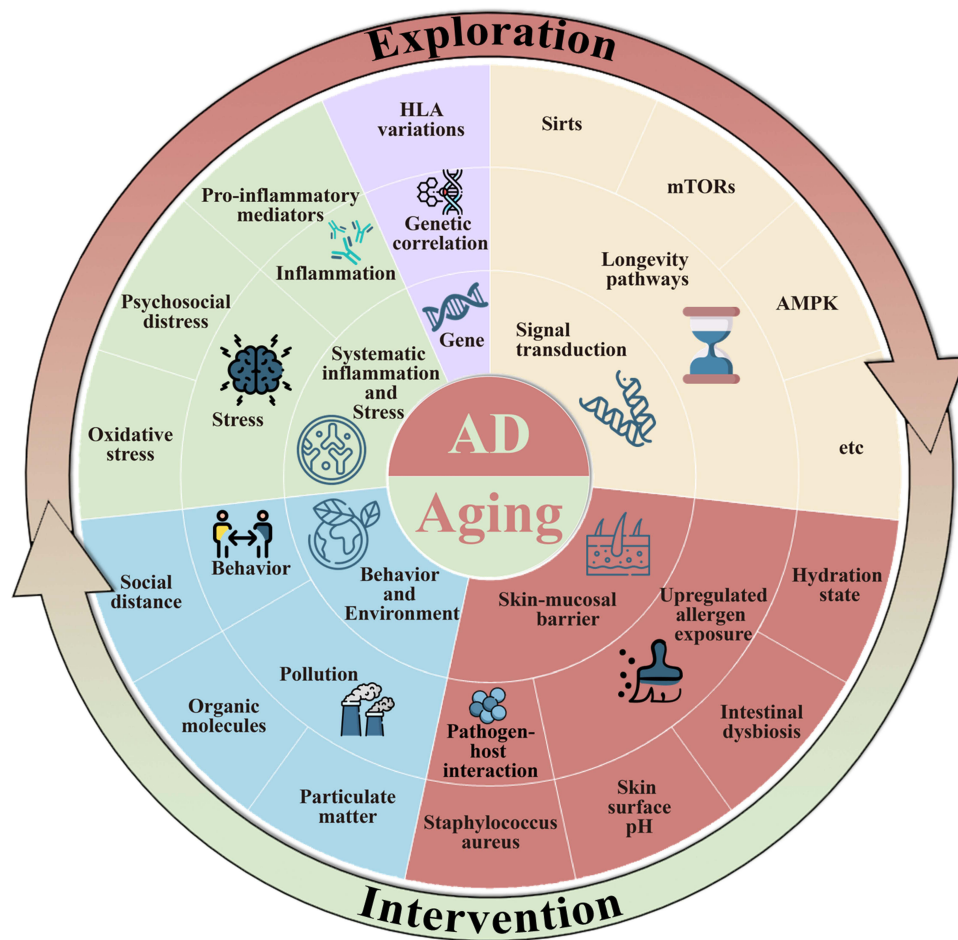 Exploration
HLA
variations
Sirts
mTORs
AMPK
etc
Genetic
correlation
Longevity
pathways
Gene
Signal
transduction
Pro-inflammatory
mediators
Inflammation
Psychosocial
distress
Oxidative
stress
Stress
Systematic
inflammation
and
Stress
AD
Aging
Behavior
Behavior
and
Environment
Social
distance
Pollution
Organic
molecules
Particulate
matter
Skin-mucosal
barrier
Upregulated
allergen
exposure
Hydration
state
Intestinal
dysbiosis
Skin
surface
pH
Pathogen-
host
interaction
Staphylococcus
aureus
Intervention